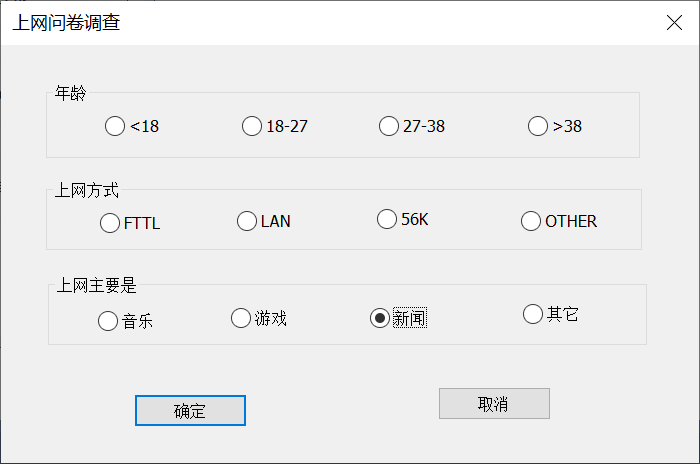 上网问卷调查
年龄
<18 18-27 27-38 >38
上网方式
FTTL LAN 56K OTHER
上网主要是
音乐 游戏 新闻 其它
确定 取消